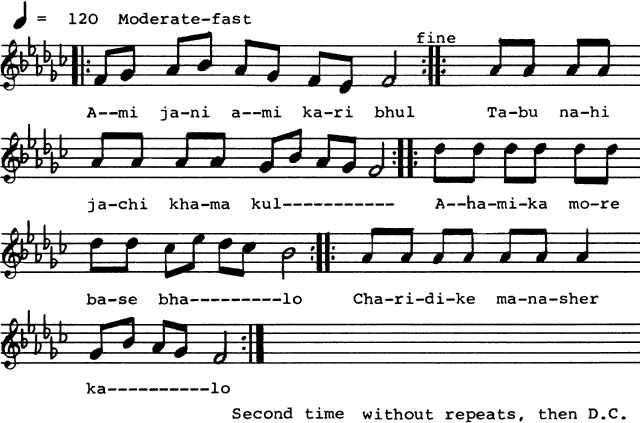 = 120 Moderate-fast
fine
A--mi ja-ni a--mi ka-ri bhul Ta-bu na-hi
ja-chi kha-ma kul----------- A--ha-mi-ka mo-re
ba-se bha---------lo Cha-ri-di-ke ma-na-sher
ka----------lo
Second time without repeats, then D.C.